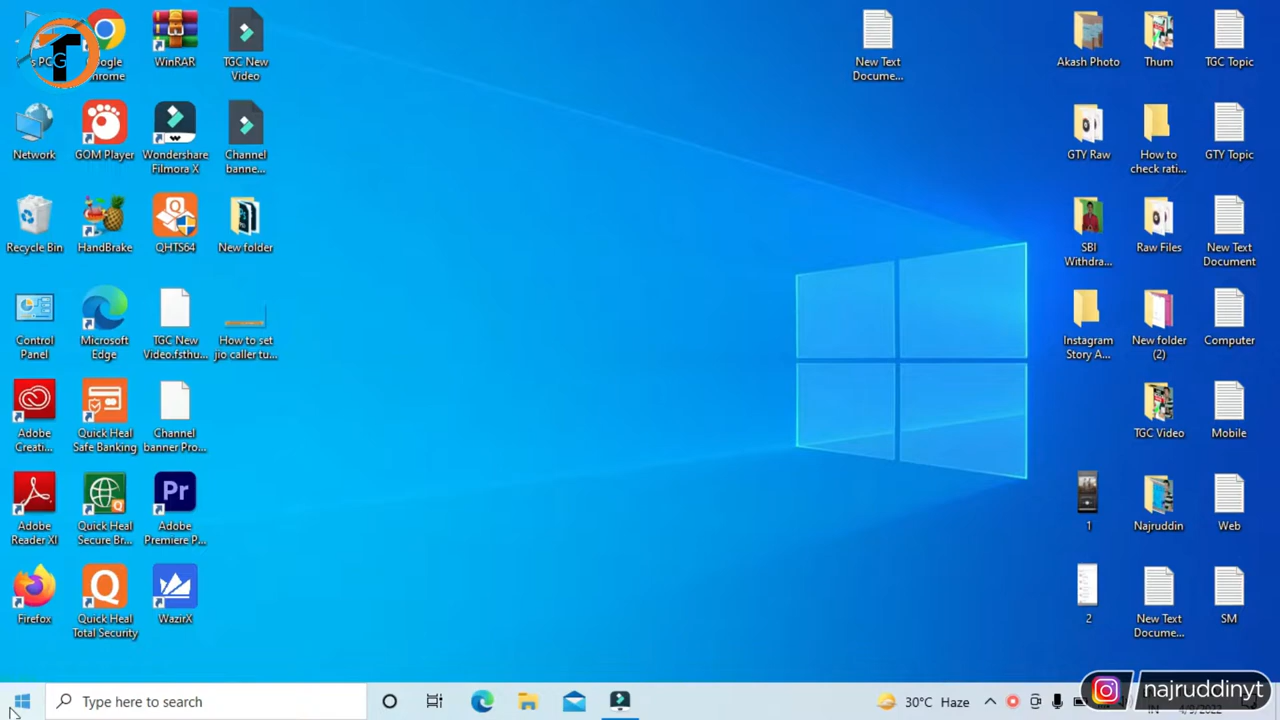 WinRAR
TGC New
Video
New Text
Docume...
Akash Photo
Thum
TGC Topic
Network
GOM Player
Wondershare
Filmora X
Channel
banne...
GTY Raw
How to
check rati...
GTY Topic
Recycle Bin
HandBrake
QHTS64
New folder
SBI
Withdra...
Raw Files
New Text
Document
Control
Panel
Microsoft
Edge
TGC New
Video.fsthu...
How to set
jio caller tu...
Instagram
Story A...
New folder
(2)
Computer
Adobe
Creati...
Quick Heal
Safe Banking
Channel
banner Pro...
TGC Video
Mobile
Adobe
Reader XI
Quick Heal
Secure Br...
Pr
Adobe
Premiere P...
1
Najruddin
Web
Firefox
Quick Heal
Total Security
WazirX
2
New Text
Docume...
SM
Type here to search
30°C Haze
najruddinyt